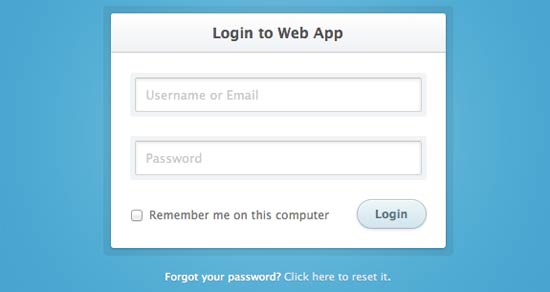 Login to Web App
Username or Email
Password
Remember me on this computer
Login
Forgot your password? Click here to reset it.